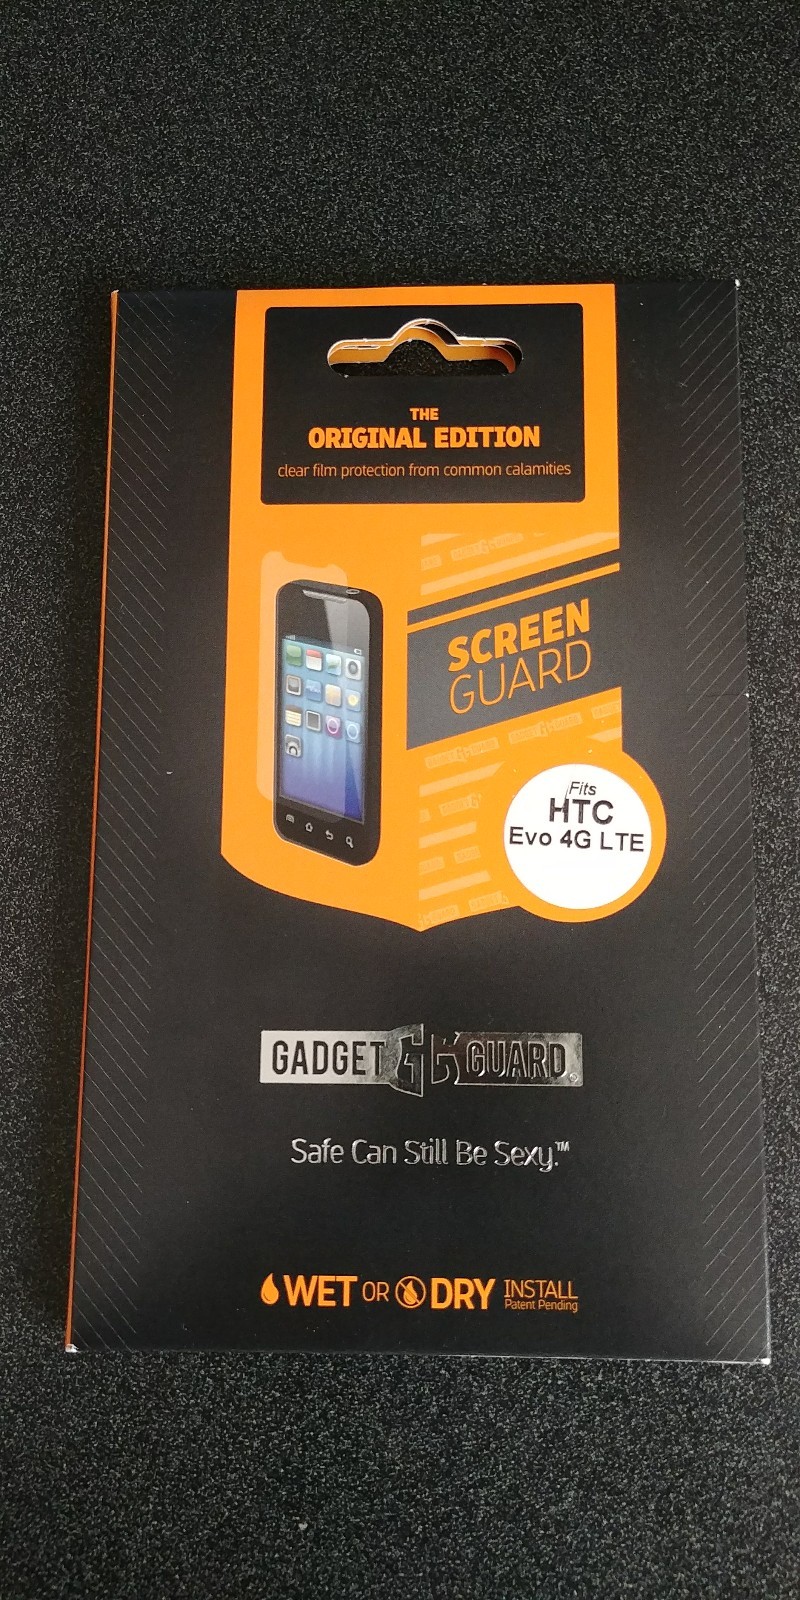 THE
ORIGINAL EDITION
clear film protection from common calamities
SCREEN
GUARD
Fits
HTC
Evo 4G LTE
GADGET GG GUARD®
Safe Can Still Be Sexy.™
WET OR DRY INSTALL
Patent Pending